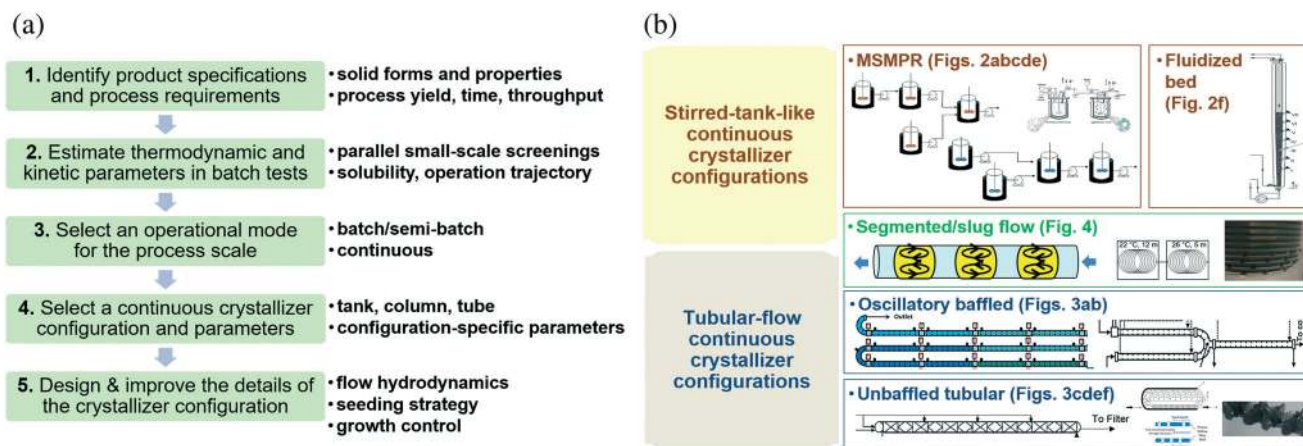 (a)
1. Identify product specifications
and process requirements
• solid forms and properties
• process yield, time, throughput
2. Estimate thermodynamic and
kinetic parameters in batch tests
• parallel small-scale screenings
• solubility, operation trajectory
3. Select an operational mode
for the process scale
• batch/semi-batch
• continuous
4. Select a continuous crystallizer
configuration and parameters
• tank, column, tube
• configuration-specific parameters
5. Design & improve the details of
the crystallizer configuration
• flow hydrodynamics
• seeding strategy
• growth control
(b)
Stirred-tank-like
continuous
crystallizer
configurations
• MSMPR (Figs. 2abcde)
• Fluidized
bed
(Fig. 2f)
• Segmented/slug flow (Fig. 4)
22 °C, 12 m
26 °C, 5 m
Tubular-flow
continuous
crystallizer
configurations
• Oscillatory baffled (Figs. 3ab)
Outlet
• Unbaffled tubular (Figs. 3cdef)
To Filter